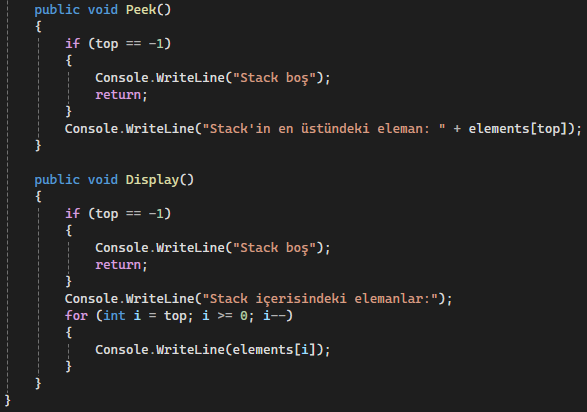 public void Peek()
{
if (top == -1)
{
Console.WriteLine("Stack boş");
return;
}
Console.WriteLine("Stack'in en üstündeki eleman: " + elements[top]);
}
public void Display()
{
if (top == -1)
{
Console.WriteLine("Stack boş");
return;
}
Console.WriteLine("Stack içerisindeki elemanlar:");
for (int i = top; i >= 0; i--)
{
Console.WriteLine(elements[i]);
}
}
}